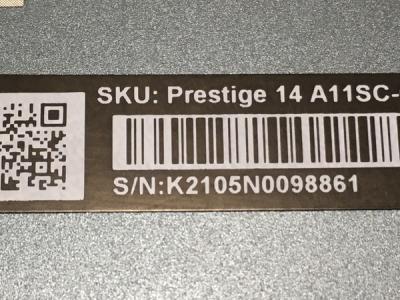 SKU: Prestige 14 A11SC-
S/N:K2105N0098861